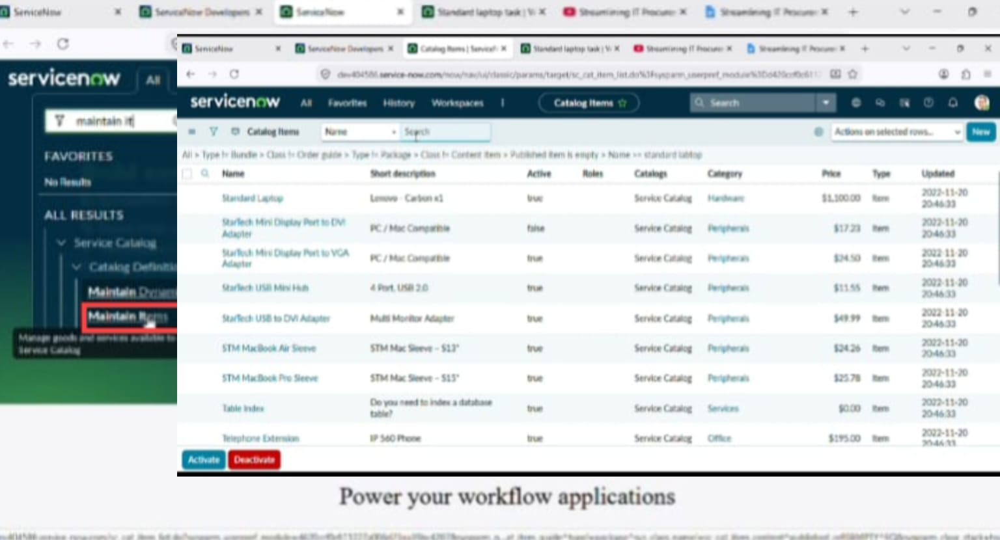 ServiceNow
ServiceNow Developers
ServiceNow
Standard laptop task | Vi
Streamlining IT Procurer
Streamlining IT Procurer
servicenow
All
maintain it
FAVORITES
No Results
ALL RESULTS
Service Catalog
Catalog Definitio
Maintain Dynam
Maintain Items
Manage goods and services available to
Service Catalog
ServiceNow
ServiceNow Developers
Catalog Items | ServiceN
Standard laptop task | Vi
Streamlining IT Procurer
Streamlining IT Procurer
servicenow All Favorites History Workspaces Catalog Items Search
Catalog Items Name Search Actions on selected rows... New
All > Type != Bundle > Class != Order guide > Type != Package > Class != Content Item > Published item is empty > Name >= standard labtop
Name Short description Active Roles Catalogs Category Price Type Updated
Standard Laptop Lenovo - Carbon x1 true Service Catalog Hardware $1,100.00 Item 2022-11-20 20:46:33
StarTech Mini Display Port to DVI Adapter PC / Mac Compatible false Service Catalog Peripherals $17.23 Item 2022-11-20 20:46:33
StarTech Mini Display Port to VGA Adapter PC / Mac Compatible true Service Catalog Peripherals $24.50 Item 2022-11-20 20:46:33
StarTech USB Mini Hub 4 Port, USB 2.0 true Service Catalog Peripherals $11.55 Item 2022-11-20 20:46:33
StarTech USB to DVI Adapter Multi Monitor Adapter true Service Catalog Peripherals $49.99 Item 2022-11-20 20:46:33
STM MacBook Air Sleeve STM Mac Sleeve – S13" true Service Catalog Peripherals $24.26 Item 2022-11-20 20:46:33
STM MacBook Pro Sleeve STM Mac Sleeve – S15" true Service Catalog Peripherals $25.78 Item 2022-11-20 20:46:33
Table Index Do you need to index a database table? true Service Catalog Services $0.00 Item 2022-11-20 20:46:33
Telephone Extension IP 560 Phone true Service Catalog Office $195.00 Item 2022-11-20 20:46:33
Activate Deactivate
Power your workflow applications